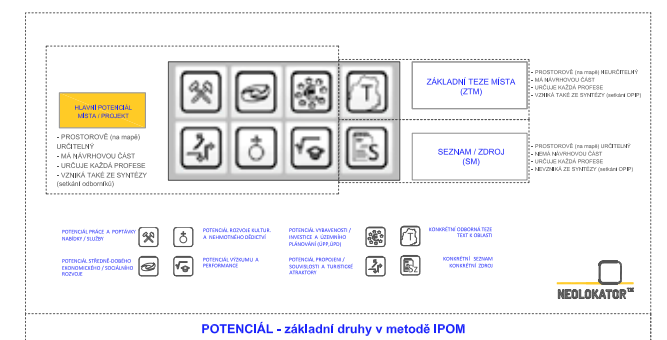 HLAVNÍ POTENCIÁL
MÍSTA / PROJEKT
- PROSTOROVĚ (na mapě)
URČITELNÝ
- MÁ NÁVRHOVOU ČÁST
- URČUJE KAŽDÁ PROFESE
- VZNIKÁ TAKÉ ZE SYNTÉZY
(setkání odborníků)
T
S
ZÁKLADNÍ TEZE MÍSTA
(ZTM)
- PROSTOROVĚ (na mapě) NEURČITELNÝ
- MÁ NÁVRHOVOU ČÁST
- URČUJE KAŽDÁ PROFESE
- VZNIKÁ TAKÉ ZE SYNTÉZY (setkání OPIP)
SEZNAM / ZDROJ
(SM)
- PROSTOROVĚ (na mapě) URČITELNÝ
- NEMÁ NÁVRHOVOU ČÁST
- URČUJE KAŽDÁ PROFESE
- NEVZNIKÁ ZE SYNTÉZY (setkání OPIP)
POTENCIÁL PRÁCE A POPTÁVKY
NABÍDKY / SLUŽBY
POTENCIÁL ROZVOJE KULTUR.
A NEHMOTNÉHO DĚDICTVÍ
POTENCIÁL VYBAVENOSTI /
INVESTICE A ÚZEMNÍHO
PLÁNOVÁNÍ (ÚPP,ÚPD)
T
KONKRÉTNÍ ODBORNÁ TEZE
TEXT K OBLASTI
POTENCIÁL STŘEDNĚ-DOBÉHO
EKONOMICKÉHO / SOCIÁLNÍHO
ROZVOJE
POTENCIÁL VÝZKUMU A
PERFORMANCE
POTENCIÁL PROPOJENÍ /
SOUVISLOSTI A TURISTICKÉ
ATRAKTORY
SZ
KONKRÉTNÍ SEZNAM
KONKRÉTNÍ ZDROJ
NEOLOKATOR™
POTENCIÁL - základní druhy v metodě IPOM